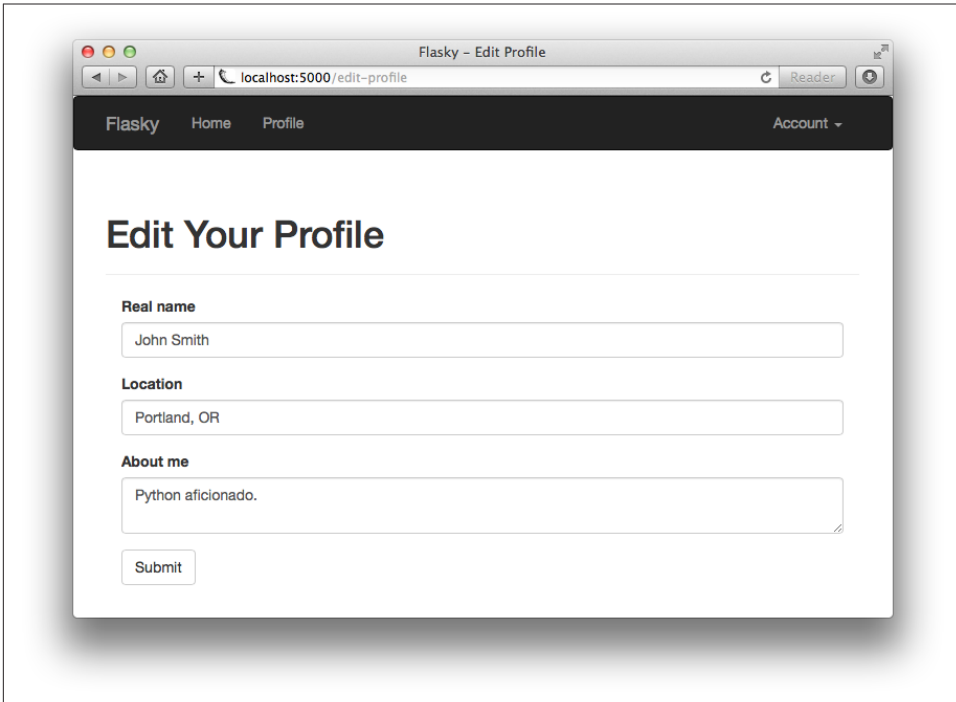 Flasky – Edit Profile
localhost:5000/edit-profile
Reader
Flasky Home Profile Account
Edit Your Profile
Real name
John Smith
Location
Portland, OR
About me
Python aficionado.
Submit